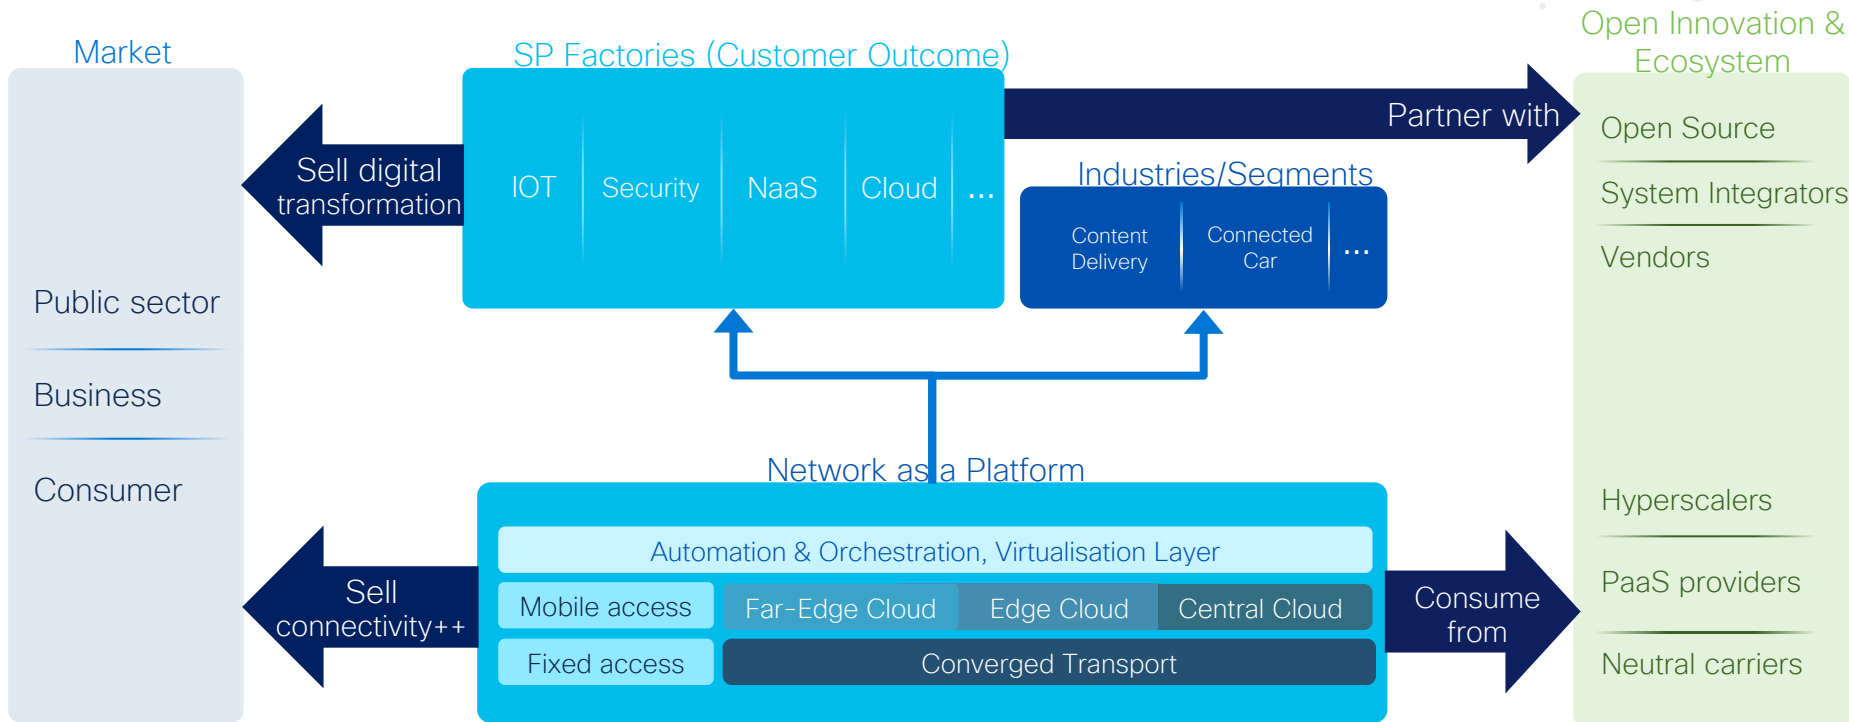 Market
Public sector
Business
Consumer
Sell digital
transformation
Sell
connectivity++
SP Factories (Customer Outcome)
IOT
Security
NaaS
Cloud
...
Industries/Segments
Content
Delivery
Connected
Car
...
Network as a Platform
Automation & Orchestration, Virtualisation Layer
Mobile access
Far-Edge Cloud
Edge Cloud
Central Cloud
Fixed access
Converged Transport
Partner with
Consume
from
Open Innovation &
Ecosystem
Open Source
System Integrators
Vendors
Hyperscalers
PaaS providers
Neutral carriers